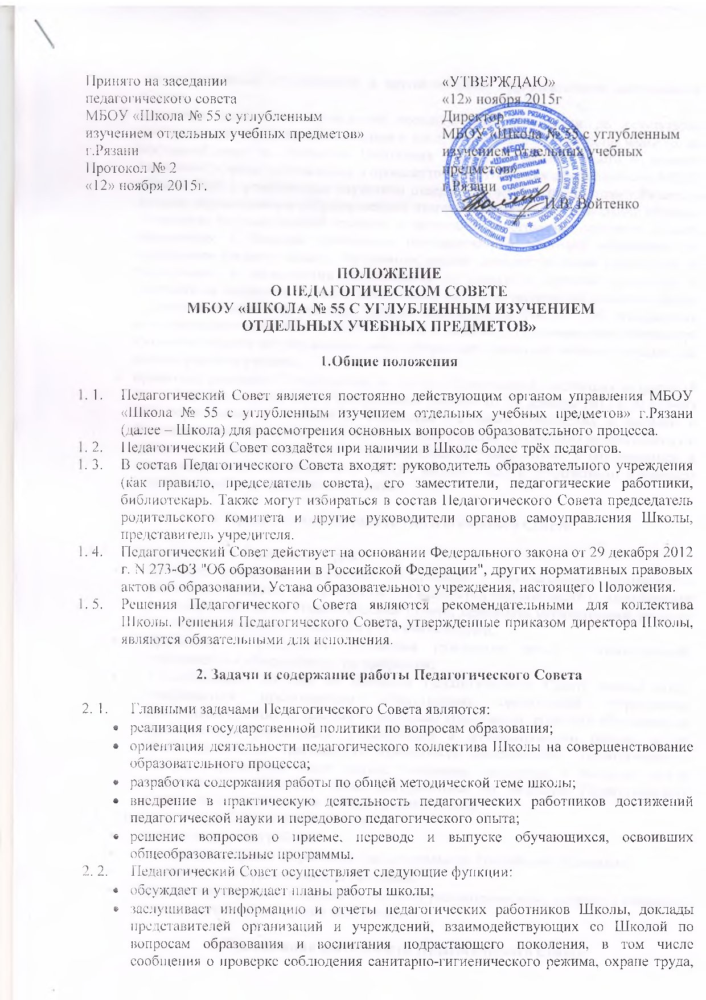 Принято на заседании
педагогического совета
МБОУ «Школа № 55 с углубленным
изучением отдельных учебных предметов»
г.Рязани
Протокол № 2
«12» ноября 2015г.
«УТВЕРЖДАЮ»
«12» ноября 2015г
Директор
МБОУ «Школа № 55 с углубленным
изучением отдельных учебных
предметов»
г.Рязани
И.В. Войтенко
МБОУ
«Школа № 55
с углубленным
изучением
отдельных
учебных
предметов»
ПОЛОЖЕНИЕ
О ПЕДАГОГИЧЕСКОМ СОВЕТЕ
МБОУ «ШКОЛА № 55 С УГЛУБЛЕННЫМ ИЗУЧЕНИЕМ
ОТДЕЛЬНЫХ УЧЕБНЫХ ПРЕДМЕТОВ»
1.Общие положения
1. 1. Педагогический Совет является постоянно действующим органом управления МБОУ
«Школа № 55 с углубленным изучением отдельных учебных предметов» г.Рязани
(далее – Школа) для рассмотрения основных вопросов образовательного процесса.
1. 2. Педагогический Совет создаётся при наличии в Школе более трёх педагогов.
1. 3. В состав Педагогического Совета входят: руководитель образовательного учреждения
(как правило, председатель совета), его заместители, педагогические работники,
библиотекарь. Также могут избираться в состав Педагогического Совета председатель
родительского комитета и другие руководители органов самоуправления Школы,
представитель учредителя.
1. 4. Педагогический Совет действует на основании Федерального закона от 29 декабря 2012
г. N 273-ФЗ "Об образовании в Российской Федерации", других нормативных правовых
актов об образовании, Устава образовательного учреждения, настоящего Положения.
1. 5. Решения Педагогического Совета являются рекомендательными для коллектива
Школы. Решения Педагогического Совета, утвержденные приказом директора Школы,
являются обязательными для исполнения.
2. Задачи и содержание работы Педагогического Совета
2. 1. Главными задачами Педагогического Совета являются:
• реализация государственной политики по вопросам образования;
• ориентация деятельности педагогического коллектива Школы на совершенствование
образовательного процесса;
• разработка содержания работы по общей методической теме школы;
• внедрение в практическую деятельность педагогических работников достижений
педагогической науки и передового педагогического опыта;
• решение вопросов о приеме, переводе и выпуске обучающихся, освоивших
общеобразовательные программы.
2. 2. Педагогический Совет осуществляет следующие функции:
• обсуждает и утверждает планы работы школы;
• заслушивает информацию и отчеты педагогических работников Школы, доклады
представителей организаций и учреждений, взаимодействующих со Школой по
вопросам образования и воспитания подрастающего поколения, в том числе
сообщения о проверке соблюдения санитарно-гигиенического режима, охране труда,